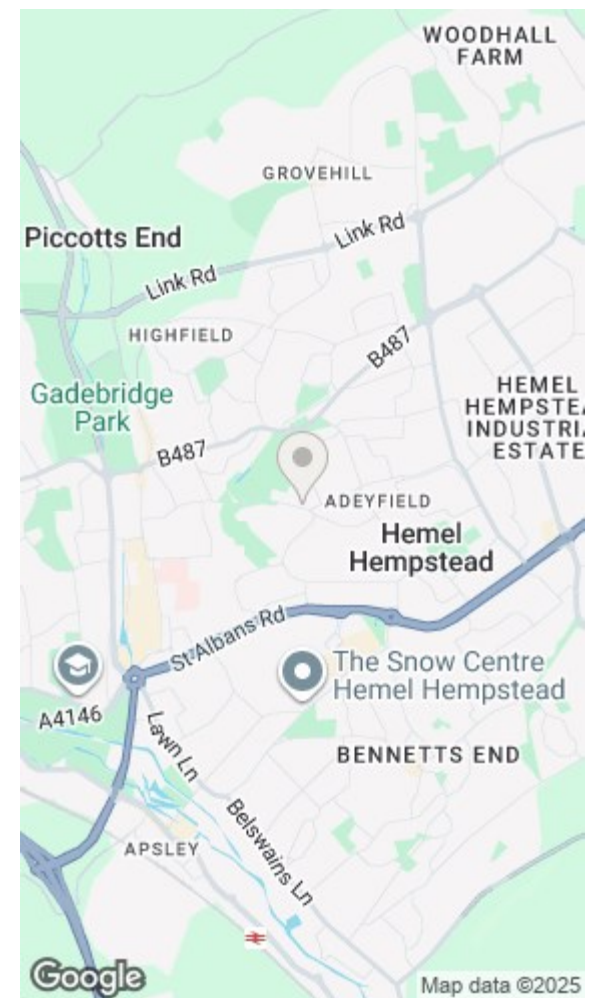 WOODHALL
FARM
GROVEHILL
Link Rd
Piccotts End
Link Rd
HIGHFIELD
B487
Gadebridge
Park
HEMEL
HEMPSTEA
INDUSTRIA
ESTATE
B487
ADEYFIELD
Hemel
Hempstead
St Albans Rd
The Snow Centre
Hemel Hempstead
A4146
Lawn Ln
BENNETTS END
Belswains Ln
APSLEY
Google
Map data ©2025